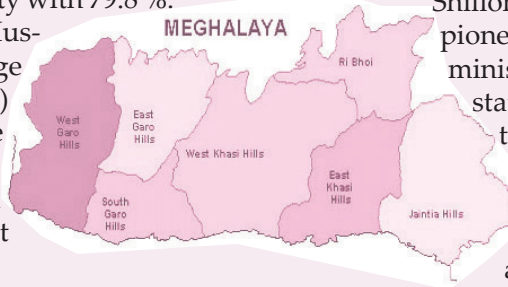 ty with 79.8 %.
lus-
ge
)
e
t
MEGHALAYA
West
Garo
Hills
East
Garo
Hills
South
Garo
Hills
West Khasi Hills
Ri Bhoi
East
Khasi
Hills
Jaintia Hills
Shillon
pione
minis
sta
t
a